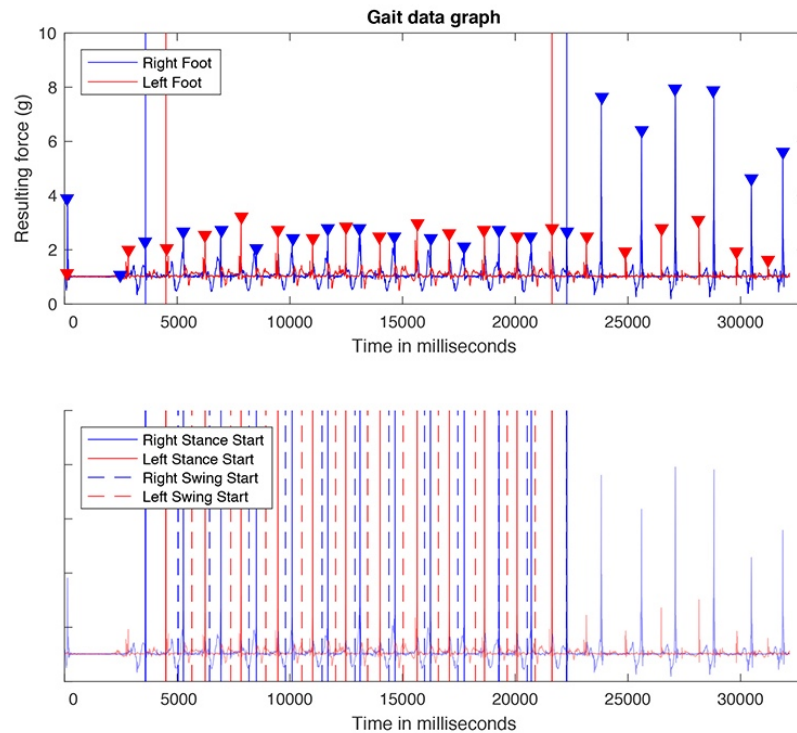 Gait data graph
10
8
6
4
2
0
Resulting force (g)
Right Foot
Left Foot
0 5000 10000 15000 20000 25000 30000
Time in milliseconds
Right Stance Start
Left Stance Start
Right Swing Start
Left Swing Start
0 5000 10000 15000 20000 25000 30000
Time in milliseconds